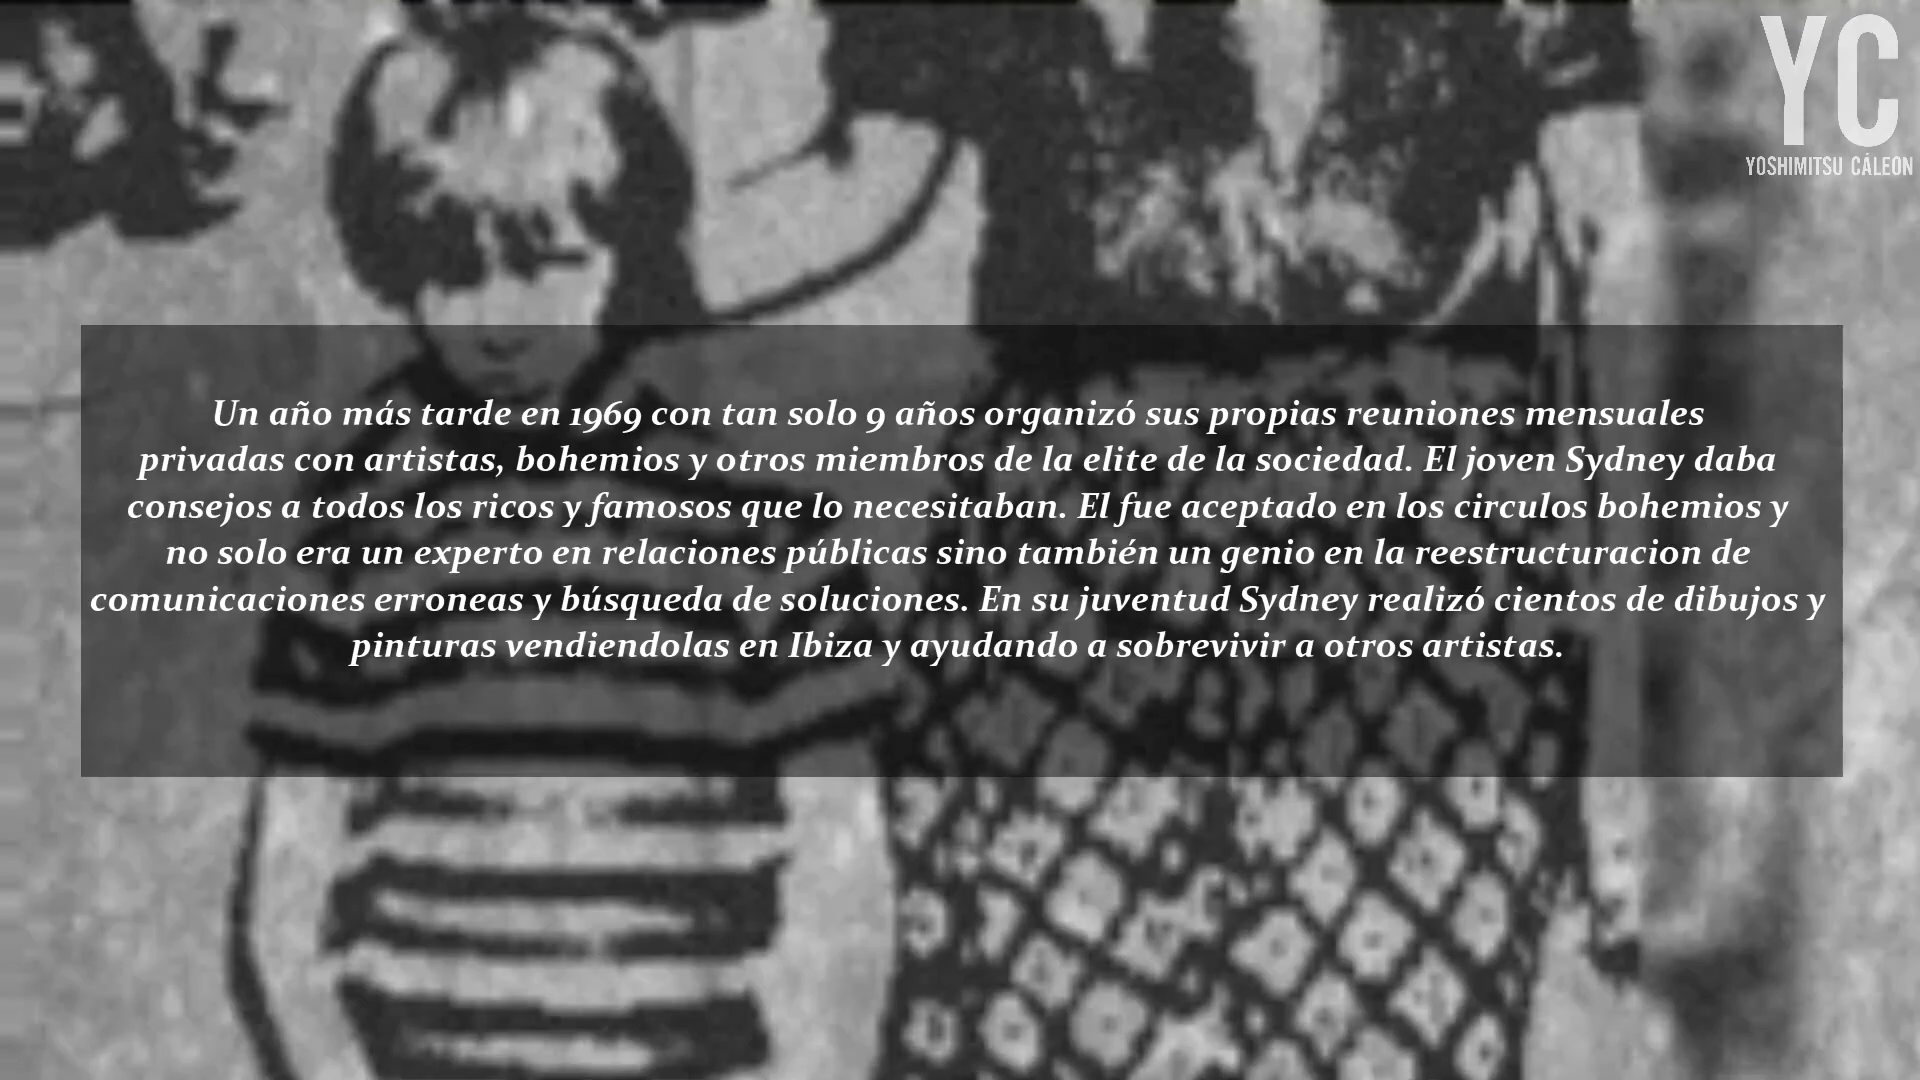 YC
YOSHIMITSU CÁLEON
Un año más tarde en 1969 con tan solo 9 años organizó sus propias reuniones mensuales
privadas con artistas, bohemios y otros miembros de la elite de la sociedad. El joven Sydney daba
consejos a todos los ricos y famosos que lo necesitaban. El fue aceptado en los circulos bohemios y
no solo era un experto en relaciones públicas sino también un genio en la reestructuracion de
comunicaciones erroneas y búsqueda de soluciones. En su juventud Sydney realizó cientos de dibujos y
pinturas vendiendolas en Ibiza y ayudando a sobrevivir a otros artistas.